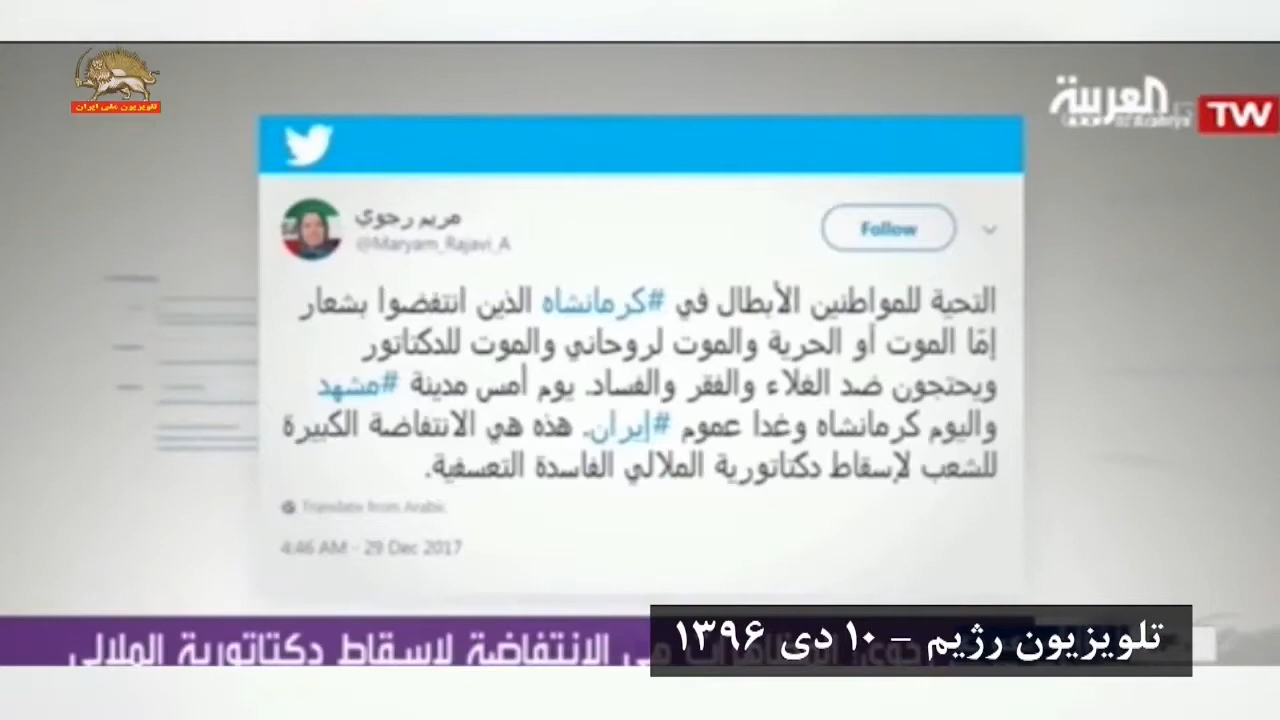 تلویزیون ملی ایران
العربية
TW
مريم رجوي
@Maryam_Rajavi_A
Follow
التحية للمواطنين الأبطال في #كرمانشاه الذين انتفضوا بشعار
إمّا الموت أو الحرية والموت لروحاني والموت للدكتاتور
ويحتجون ضد الغلاء والفقر والفساد. يوم أمس مدينة #مشهد
واليوم كرمانشاه وغدا عموم #إيران. هذه هي الانتفاضة الكبيرة
للشعب لإسقاط دكتاتورية الملالي الفاسدة التعسفية.
Translate from Arabic
4:46 AM - 29 Dec 2017
الانتفاضة لاسقاط دكتاتورية الملالي
تلویزیون رژیم – ۱۰ دی ۱۳۹۶